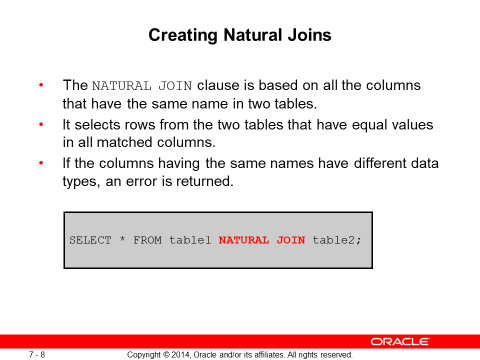 Creating Natural Joins
• The NATURAL JOIN clause is based on all the columns
that have the same name in two tables.
• It selects rows from the two tables that have equal values
in all matched columns.
• If the columns having the same names have different data
types, an error is returned.
SELECT * FROM table1 NATURAL JOIN table2;
ORACLE
7 - 8 Copyright © 2014, Oracle and/or its affiliates. All rights reserved.